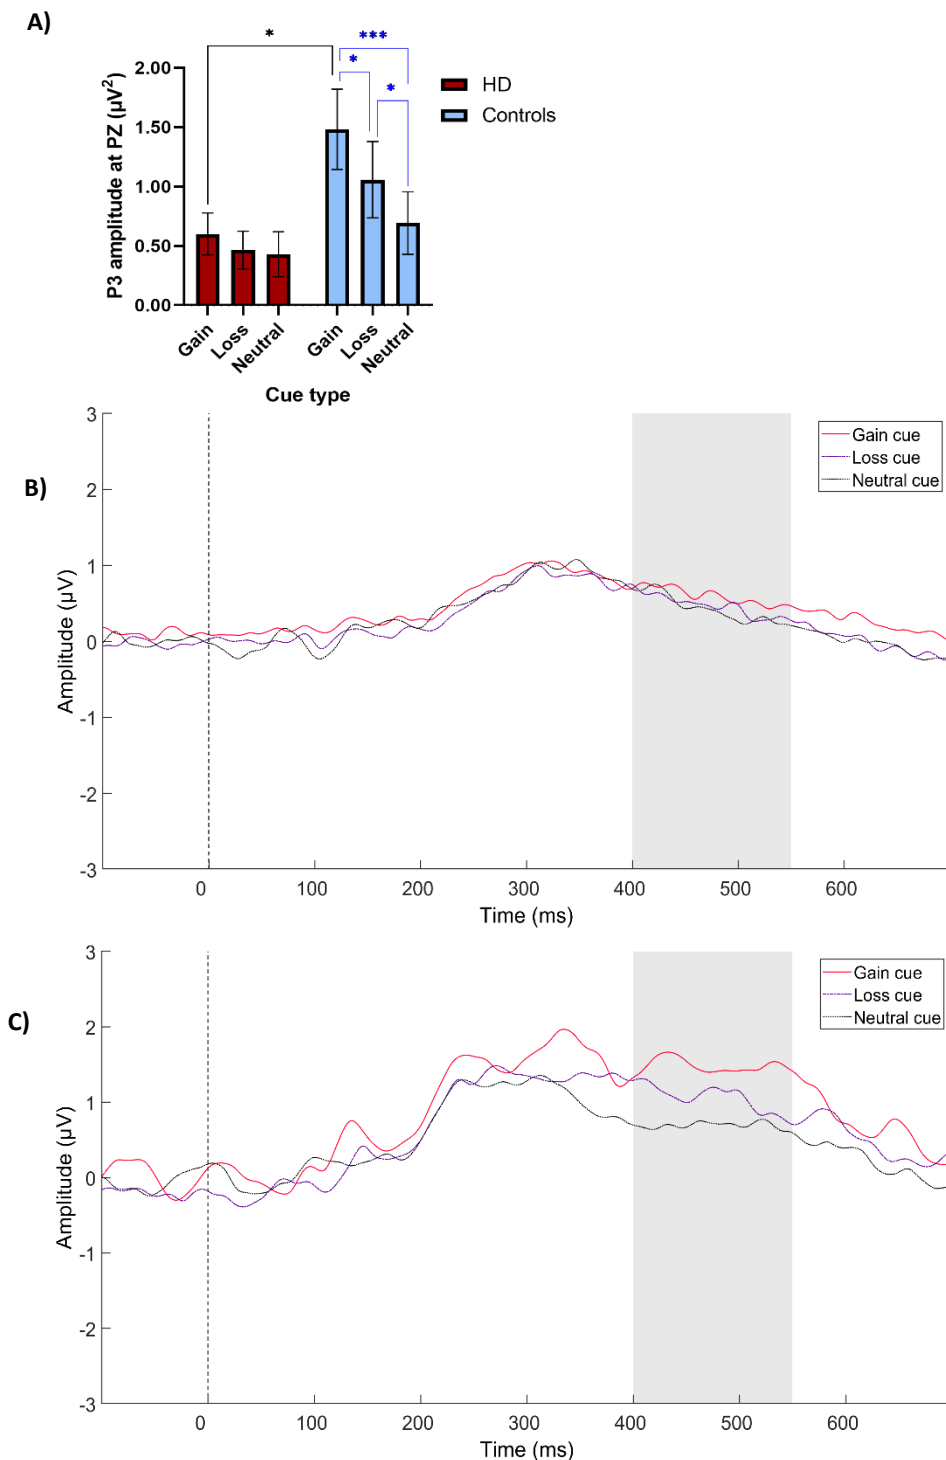 A)
*
***
*
*
P3 amplitude at PZ (µV²)
2.00
1.50
1.00
0.50
0.00
HD
Controls
Gain
Loss
Neutral
Gain
Loss
Neutral
Cue type
B)
3
2
1
0
-1
-2
-3
Amplitude (µV)
Gain cue
Loss cue
Neutral cue
0 100 200 300 400 500 600
Time (ms)
C)
3
2
1
0
-1
-2
-3
Amplitude (µV)
Gain cue
Loss cue
Neutral cue
0 100 200 300 400 500 600
Time (ms)